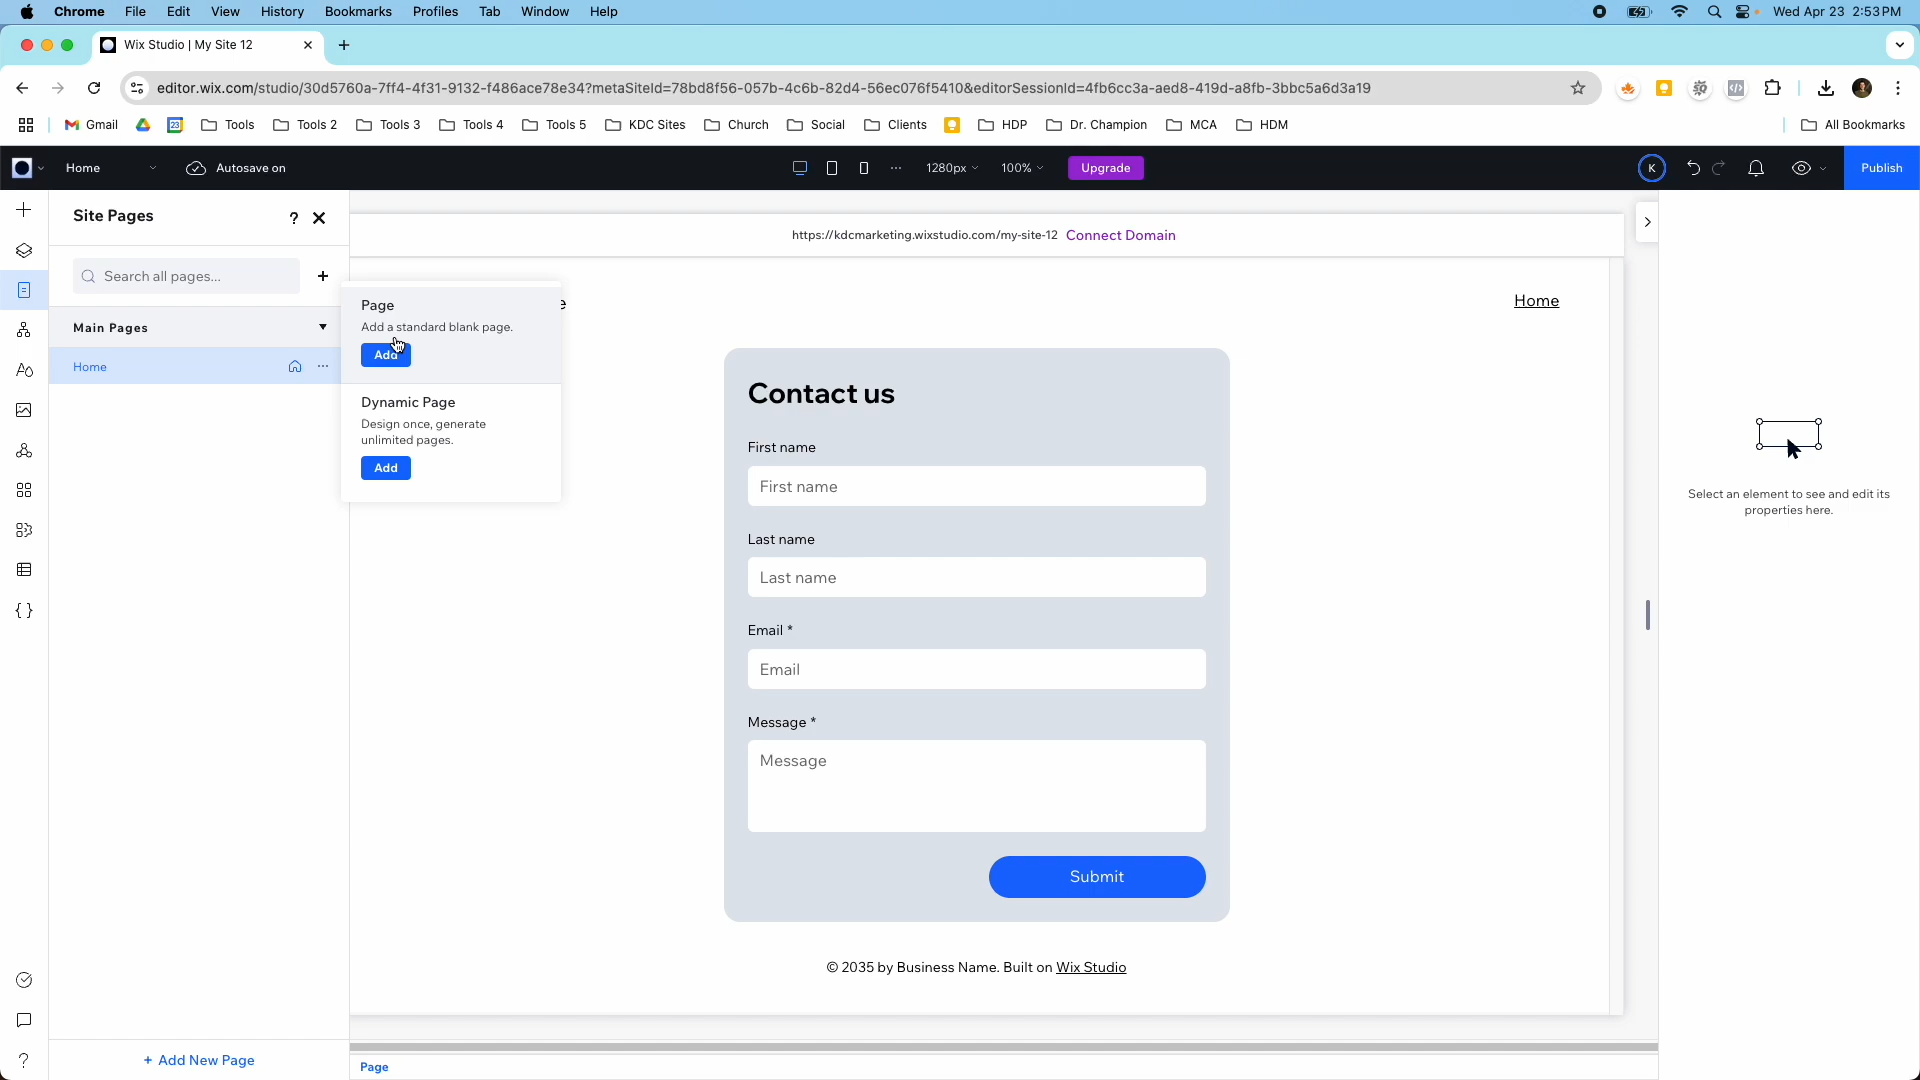 Chrome File Edit View History Bookmarks Profiles Tab Window Help Wed Apr 23 2:53 PM
Wix Studio | My Site 12
editor.wix.com/studio/30d5760a-7ff4-4f31-9132-f486ace78e34?metaSiteId=78bd8f56-057b-4c6b-82d4-56ec076f5410&editorSessionId=4fb6cc3a-aed8-419d-a8fb-3bbc5a6d3a19
Gmail Tools Tools 2 Tools 3 Tools 4 Tools 5 KDC Sites Church Social Clients HDP Dr. Champion MCA HDM All Bookmarks
Home Autosave on 1280px 100% Upgrade K Publish
Site Pages ?
https://kdcmarketing.wixstudio.com/my-site-12 Connect Domain
Search all pages...
Main Pages
Home
Page
Add a standard blank page.
Add
Dynamic Page
Design once, generate
unlimited pages.
Add
e
Home
Contact us
First name
First name
Last name
Last name
Email *
Email
Message *
Message
Submit
© 2035 by Business Name. Built on Wix Studio
Select an element to see and edit its
properties here.
+ Add New Page
Page